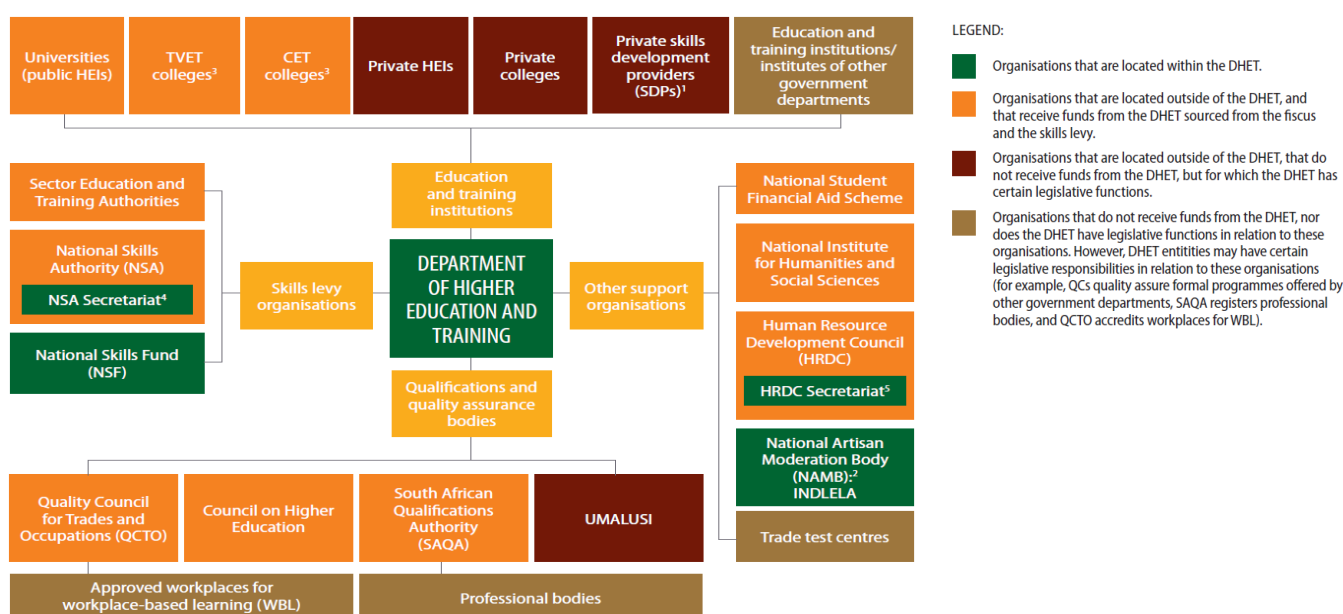 Universities
(public HEIs)
TVET
colleges³
CET
colleges³
Private HEIs
Private
colleges
Private skills
development
providers
(SDPs)¹
Education and
training institutions/
institutes of other
government
departments
Sector Education and
Training Authorities
National Skills
Authority (NSA)
NSA Secretariat⁴
National Skills Fund
(NSF)
Skills levy
organisations
Education
and training
institutions
DEPARTMENT
OF HIGHER
EDUCATION AND
TRAINING
Qualifications and
quality assurance
bodies
Other support
organisations
National Student
Financial Aid Scheme
National Institute
for Humanities and
Social Sciences
Human Resource
Development Council
(HRDC)
HRDC Secretariat⁵
National Artisan
Moderation Body
(NAMB):²
INDLELA
Trade test centres
Quality Council
for Trades and
Occupations (QCTO)
Council on Higher
Education
South African
Qualifications
Authority
(SAQA)
UMALUSI
Approved workplaces for
workplace-based learning (WBL)
Professional bodies
LEGEND:
Organisations that are located within the DHET.
Organisations that are located outside of the DHET, and
that receive funds from the DHET sourced from the fiscus
and the skills levy.
Organisations that are located outside of the DHET, that do
not receive funds from the DHET, but for which the DHET has
certain legislative functions.
Organisations that do not receive funds from the DHET, nor
does the DHET have legislative functions in relation to these
organisations. However, DHET entitities may have certain
legislative responsibilities in relation to these organisations
(for example, QCs quality assure formal programmes offered by
other government departments, SAQA registers professional
bodies, and QCTO accredits workplaces for WBL).